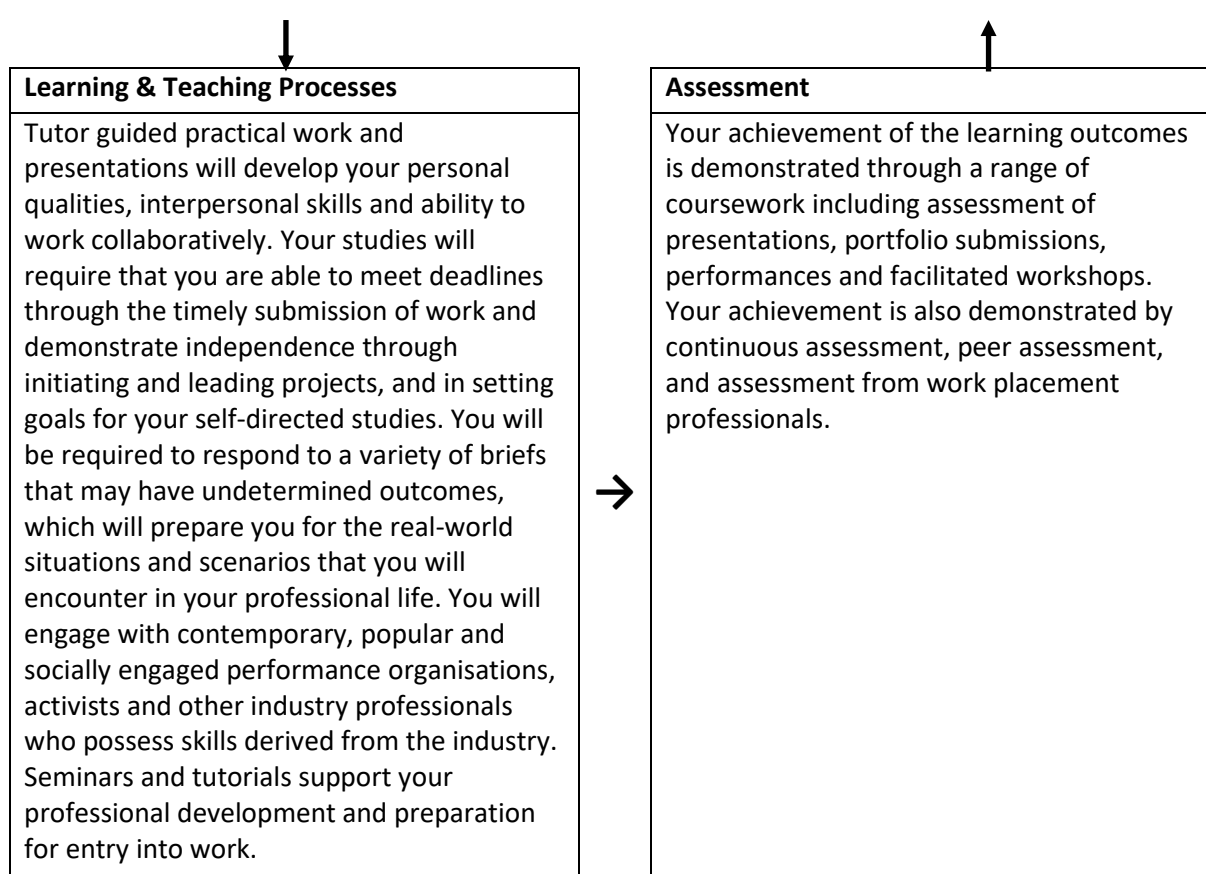 Learning & Teaching Processes
Tutor guided practical work and
presentations will develop your personal
qualities, interpersonal skills and ability to
work collaboratively. Your studies will
require that you are able to meet deadlines
through the timely submission of work and
demonstrate independence through
initiating and leading projects, and in setting
goals for your self-directed studies. You will
be required to respond to a variety of briefs
that may have undetermined outcomes,
which will prepare you for the real-world
situations and scenarios that you will
encounter in your professional life. You will
engage with contemporary, popular and
socially engaged performance organisations,
activists and other industry professionals
who possess skills derived from the industry.
Seminars and tutorials support your
professional development and preparation
for entry into work.
Assessment
Your achievement of the learning outcomes
is demonstrated through a range of
coursework including assessment of
presentations, portfolio submissions,
performances and facilitated workshops.
Your achievement is also demonstrated by
continuous assessment, peer assessment,
and assessment from work placement
professionals.